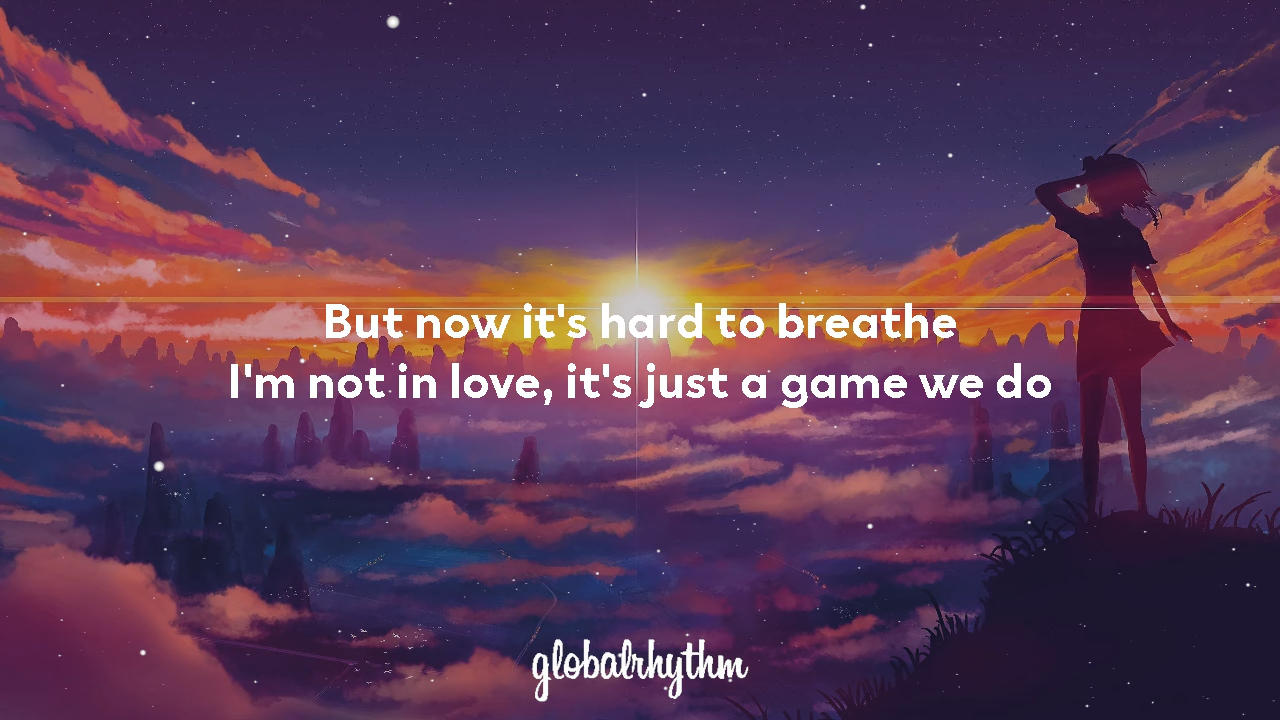 But now it's hard to breathe
I'm not in love, it's just a game we do
globalrhythm